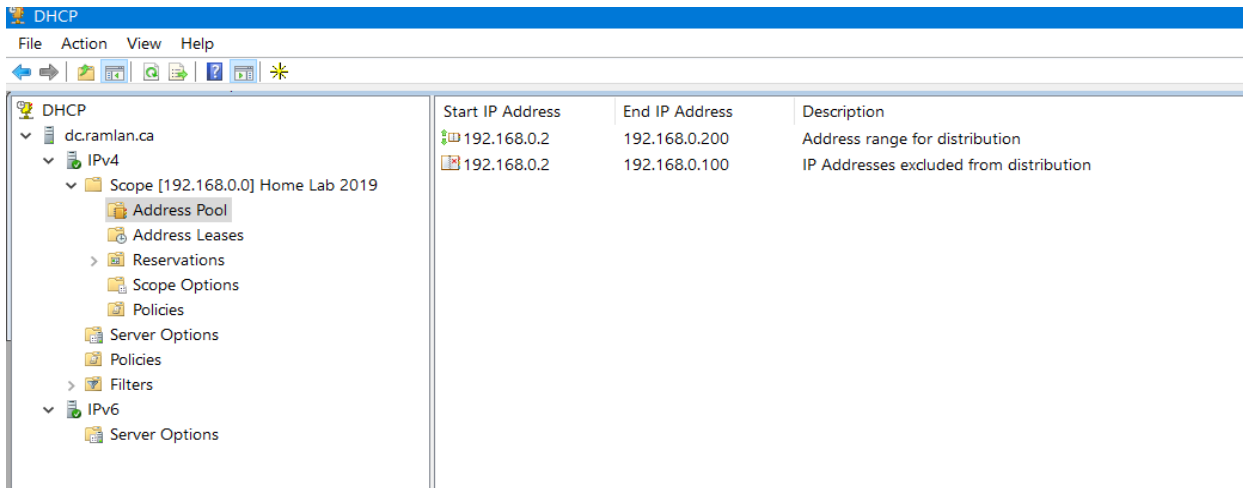 DHCP
File Action View Help
DHCP
dc.ramlan.ca
IPv4
Scope [192.168.0.0] Home Lab 2019
Address Pool
Address Leases
Reservations
Scope Options
Policies
Server Options
Policies
Filters
IPv6
Server Options
Start IP Address End IP Address Description
192.168.0.2 192.168.0.200 Address range for distribution
192.168.0.2 192.168.0.100 IP Addresses excluded from distribution